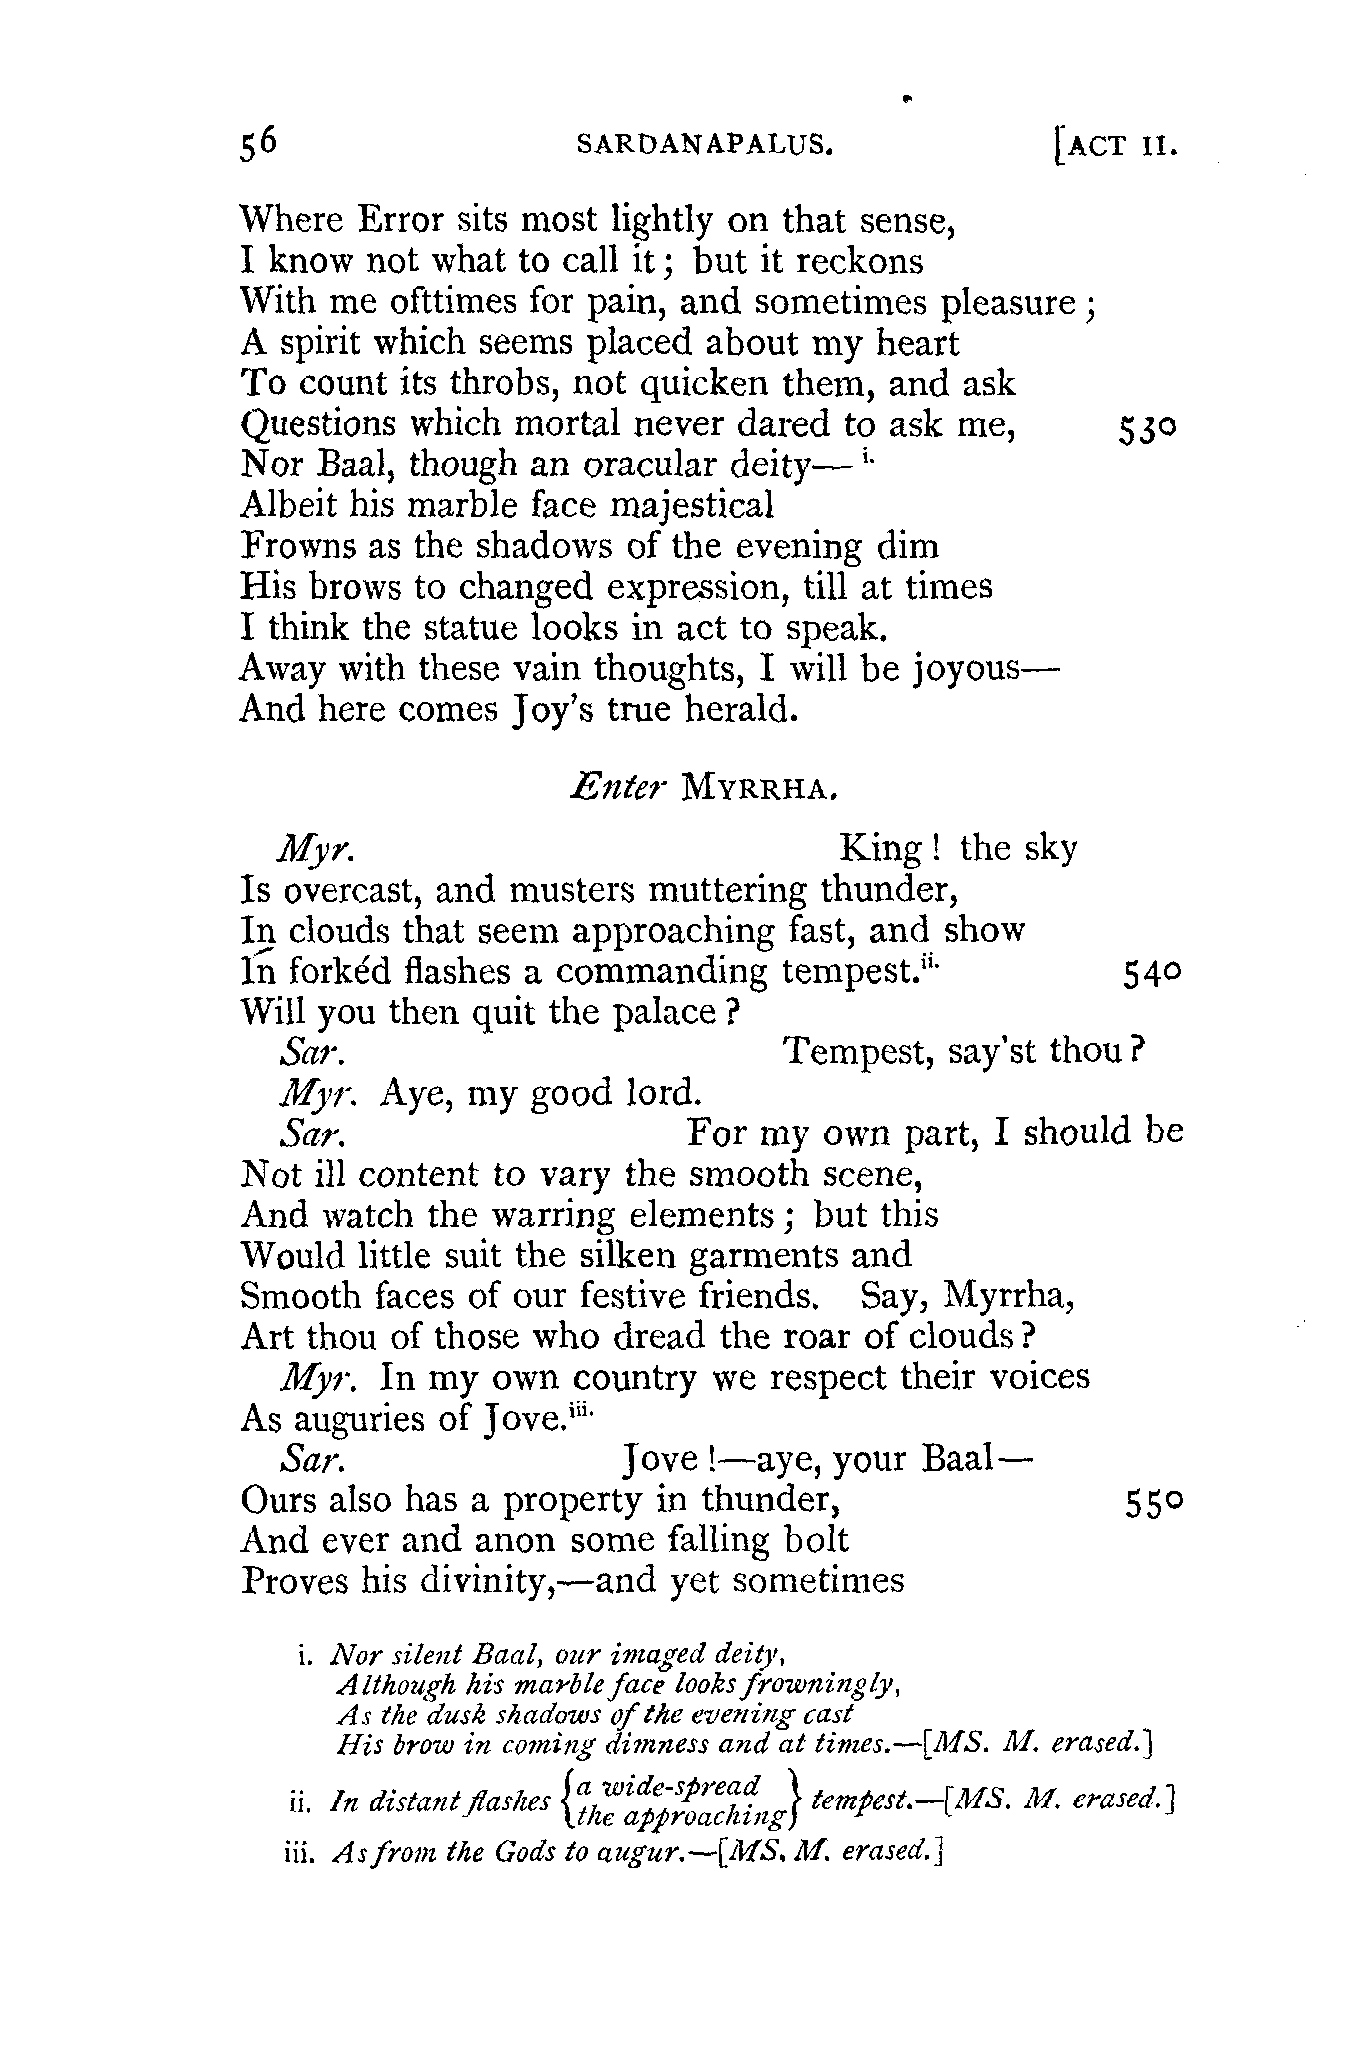 56 SARDANAPALUS. [ACT II.
Where Error sits most lightly on that sense,
I know not what to call it; but it reckons
With me ofttimes for pain, and sometimes pleasure;
A spirit which seems placed about my heart
To count its throbs, not quicken them, and ask
Questions which mortal never dared to ask me, 530
Nor Baal, though an oracular deity— i.
Albeit his marble face majestical
Frowns as the shadows of the evening dim
His brows to changed expression, till at times
I think the statue looks in act to speak.
Away with these vain thoughts, I will be joyous—
And here comes Joy's true herald.
Enter MYRRHA.
Myr. King! the sky
Is overcast, and musters muttering thunder,
In clouds that seem approaching fast, and show
In forkéd flashes a commanding tempest.ii. 540
Will you then quit the palace?
Sar. Tempest, say'st thou?
Myr. Aye, my good lord.
Sar. For my own part, I should be
Not ill content to vary the smooth scene,
And watch the warring elements; but this
Would little suit the silken garments and
Smooth faces of our festive friends. Say, Myrrha,
Art thou of those who dread the roar of clouds?
Myr. In my own country we respect their voices
As auguries of Jove.iii.
Sar. Jove!—aye, your Baal—
Ours also has a property in thunder, 550
And ever and anon some falling bolt
Proves his divinity,—and yet sometimes
i. Nor silent Baal, our imaged deity,
Although his marble face looks frowningly,
As the dusk shadows of the evening cast
His brow in coming dimness and at times.—[MS. M. erased.]
ii. In distant flashes {a wide-spread / the approaching} tempest.—[MS. M. erased.]
iii. As from the Gods to augur.—[MS. M. erased.]